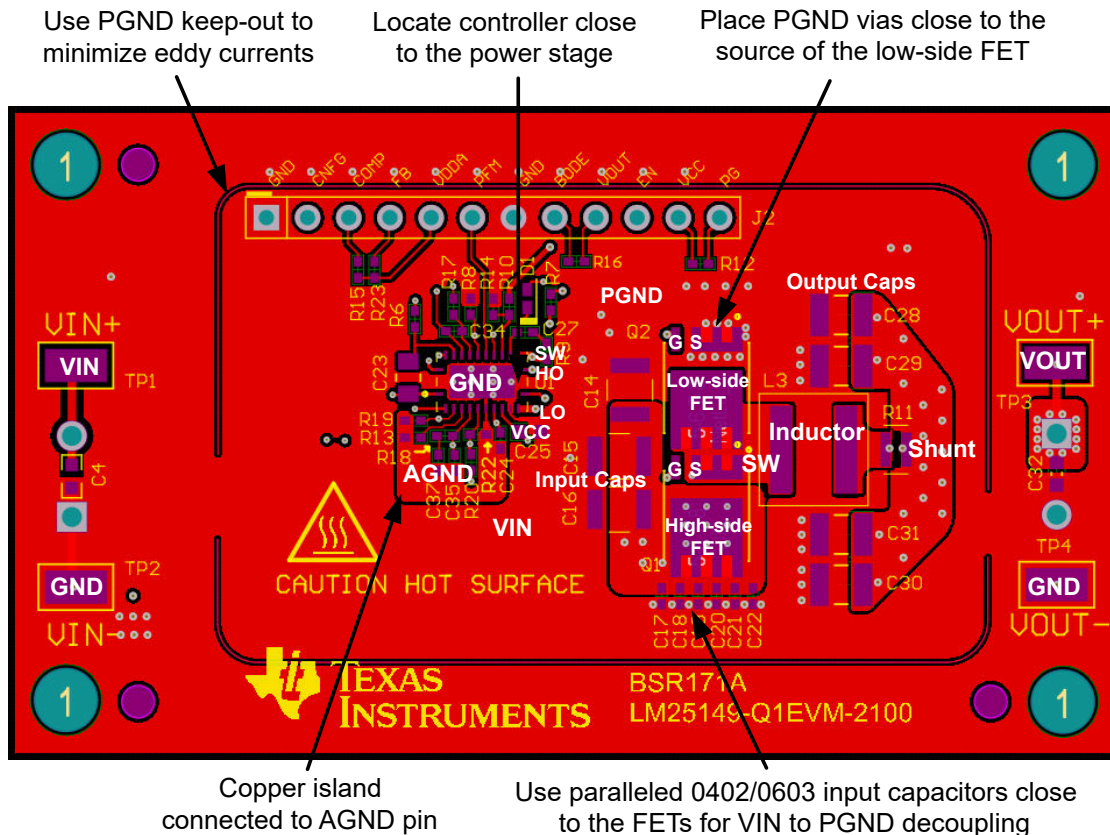 Use PGND keep-out to
minimize eddy currents
Locate controller close
to the power stage
Place PGND vias close to the
source of the low-side FET
1
1
GND CNFG COMP FB VDDA PFM GND BODE VOUT EN VCC PG
J2
R15
R23
R17
R8
R14
R10
D1
R7
R16
R12
R6
PGND
Output Caps
C28
VIN+
VIN
TP1
C23
C34
C27
R9
SW
HO
GND
U1
LO
VCC
Q2
G S
C14
Low-side
FET
L3
C29
VOUT+
VOUT
TP3
R19
R13
R18
AGND
R22
C24
C25
C37
C35
R20
C4
Input Caps
C15
C16
G S
SW
Inductor
R11
Shunt
C32
VIN
High-side
FET
Q1
C31
C30
TP4
CAUTION HOT SURFACE
TP2
GND
VIN-
GND
VOUT-
C17
C18
C19
C20
C21
C22
1
TEXAS
INSTRUMENTS
BSR171A
LM25149-Q1EVM-2100
1
Copper island
connected to AGND pin
Use paralleled 0402/0603 input capacitors close
to the FETs for VIN to PGND decoupling